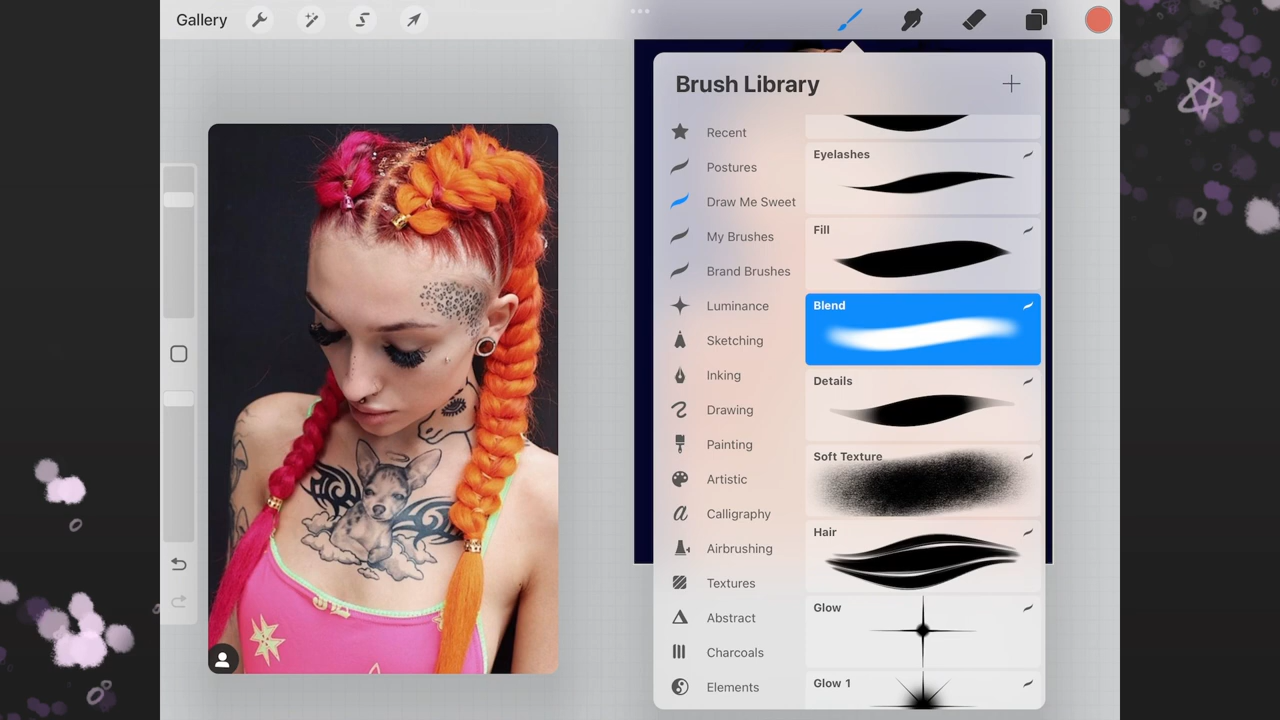 Gallery
Brush Library
Recent
Postures
Draw Me Sweet
My Brushes
Brand Brushes
Luminance
Sketching
Inking
Drawing
Painting
Artistic
Calligraphy
Airbrushing
Textures
Abstract
Charcoals
Elements
Eyelashes
Fill
Blend
Details
Soft Texture
Hair
Glow
Glow 1